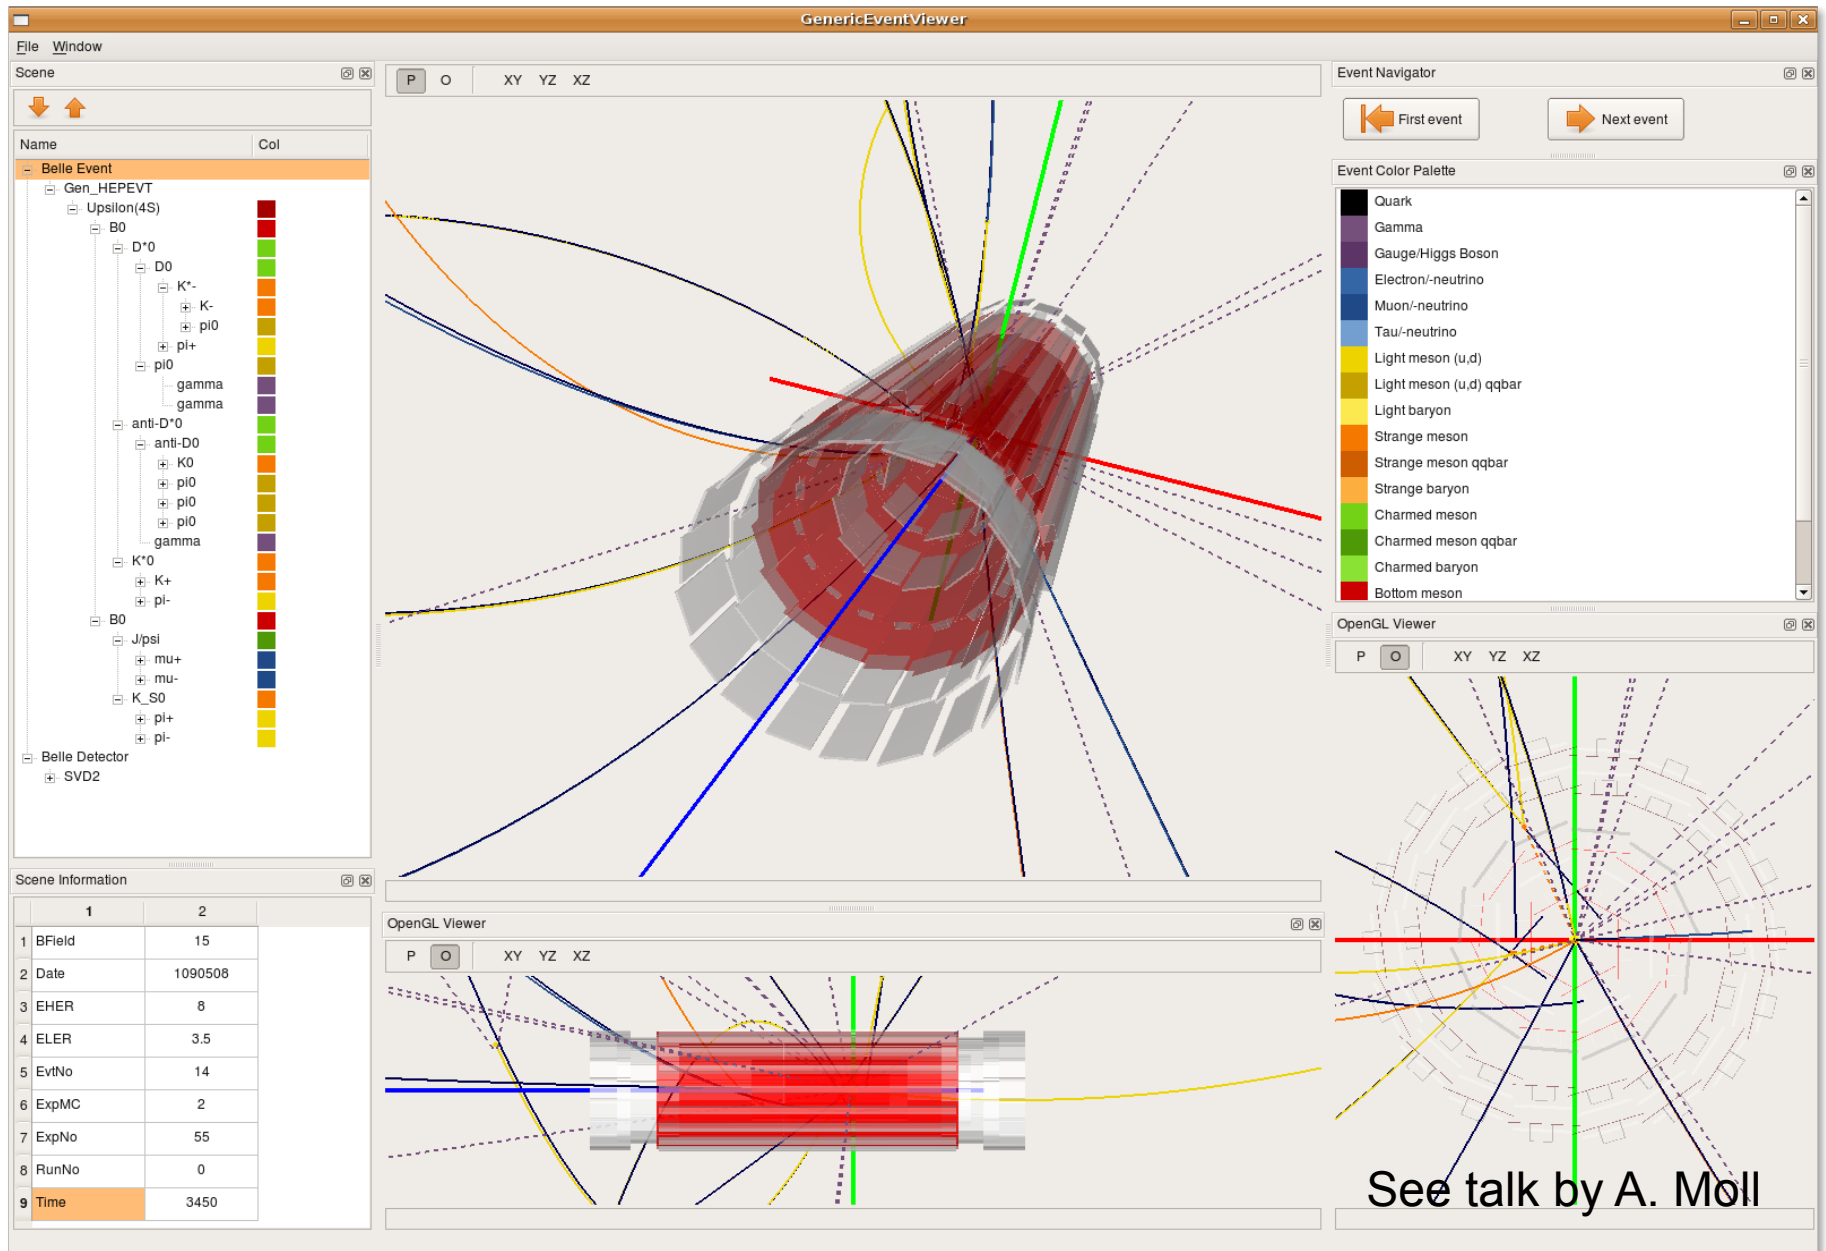 GenericEventViewer
File Window
Scene
Name Col
Belle Event
Gen_HEPEVT
Upsilon(4S)
B0
D*0
D0
K*-
K-
pi0
pi+
pi0
gamma
gamma
anti-D*0
anti-D0
K0
pi0
pi0
pi0
gamma
K*0
K+
pi-
B0
J/psi
mu+
mu-
K_S0
pi+
pi-
Belle Detector
SVD2
Scene Information
1 2
1 BField 15
2 Date 1090508
3 EHER 8
4 ELER 3.5
5 EvtNo 14
6 ExpMC 2
7 ExpNo 55
8 RunNo 0
9 Time 3450
P O XY YZ XZ
OpenGL Viewer
P O XY YZ XZ
Event Navigator
First event Next event
Event Color Palette
Quark
Gamma
Gauge/Higgs Boson
Electron/-neutrino
Muon/-neutrino
Tau/-neutrino
Light meson (u,d)
Light meson (u,d) qqbar
Light baryon
Strange meson
Strange meson qqbar
Strange baryon
Charmed meson
Charmed meson qqbar
Charmed baryon
Bottom meson
OpenGL Viewer
P O XY YZ XZ
See talk by A. Moll